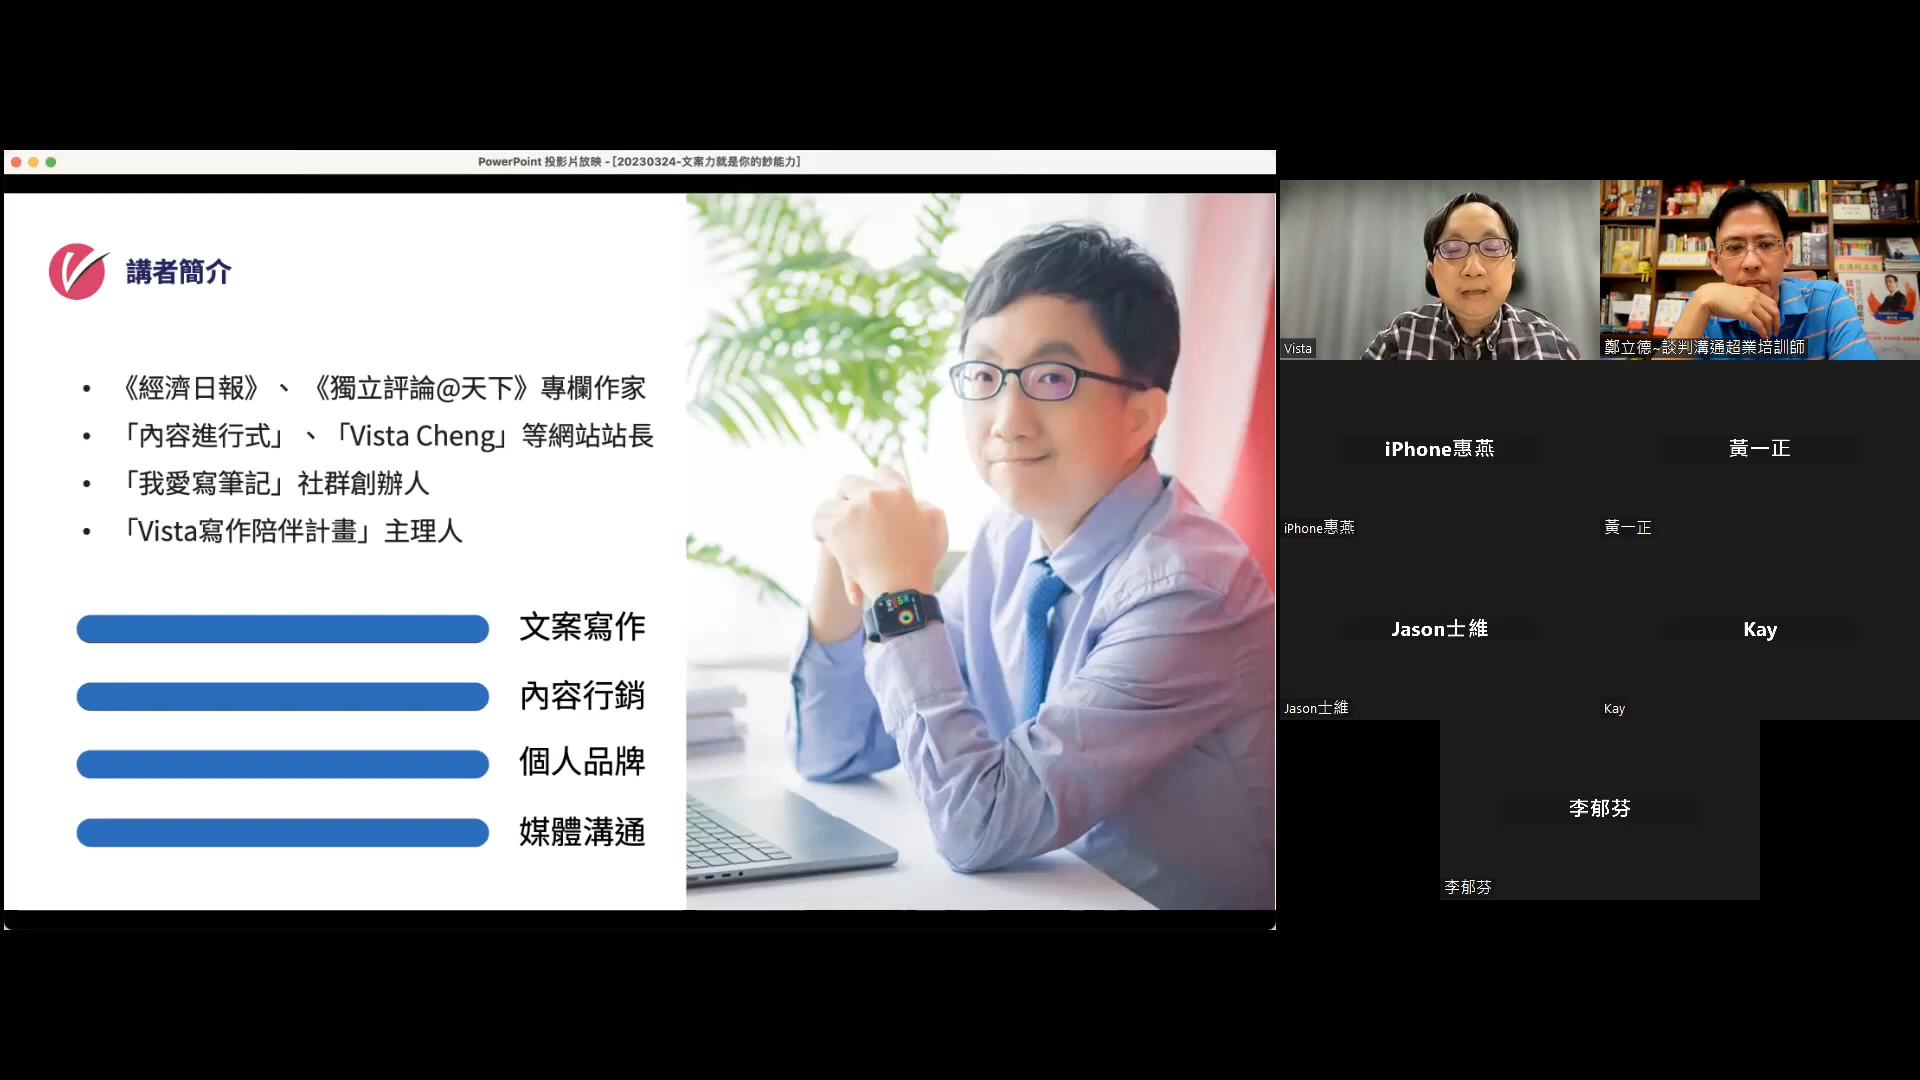 PowerPoint 投影片放映 - [20230324-文案力就是你的鈔能力]
講者簡介
• 《經濟日報》、《獨立評論@天下》專欄作家
• 「內容進行式」、「Vista Cheng」等網站站長
• 「我愛寫筆記」社群創辦人
• 「Vista寫作陪伴計畫」主理人
文案寫作
內容行銷
個人品牌
媒體溝通
Vista
鄭立德~談判溝通超業培訓師
iPhone惠燕
黃一正
iPhone惠燕
黃一正
Jason士維
Kay
Jason士維
Kay
李郁芬
李郁芬